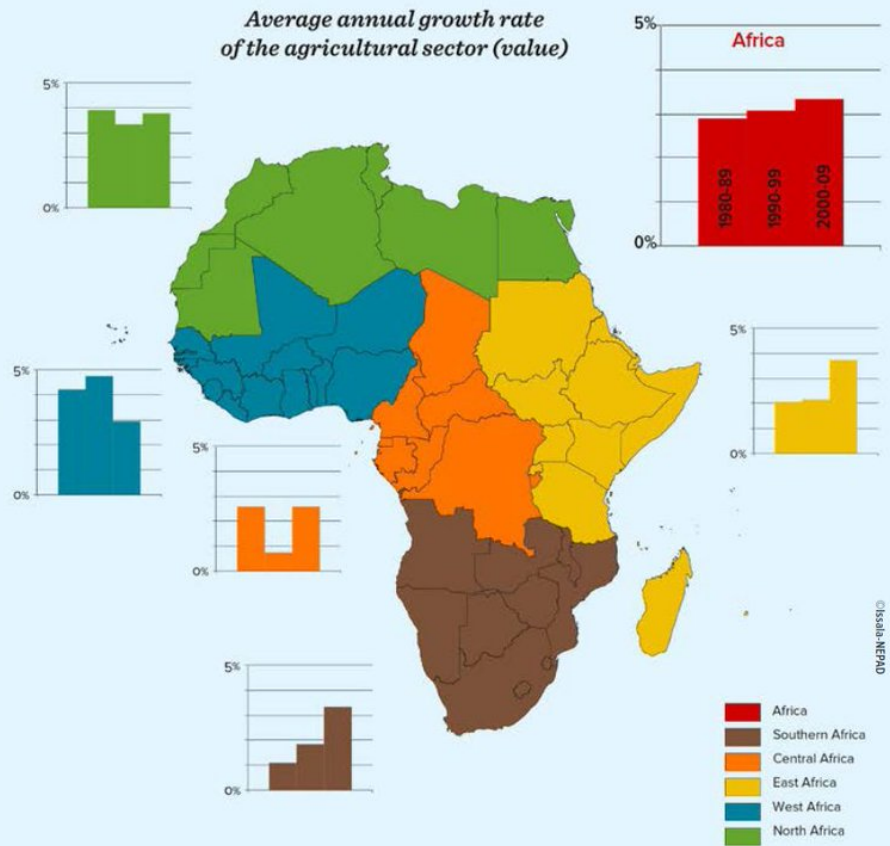 Average annual growth rate
of the agricultural sector (value)
5%
Africa
1980-89
1990-99
2000-09
0%
5%
0%
5%
0%
5%
0%
5%
0%
5%
0%
©Issala-NEPAD
Africa
Southern Africa
Central Africa
East Africa
West Africa
North Africa